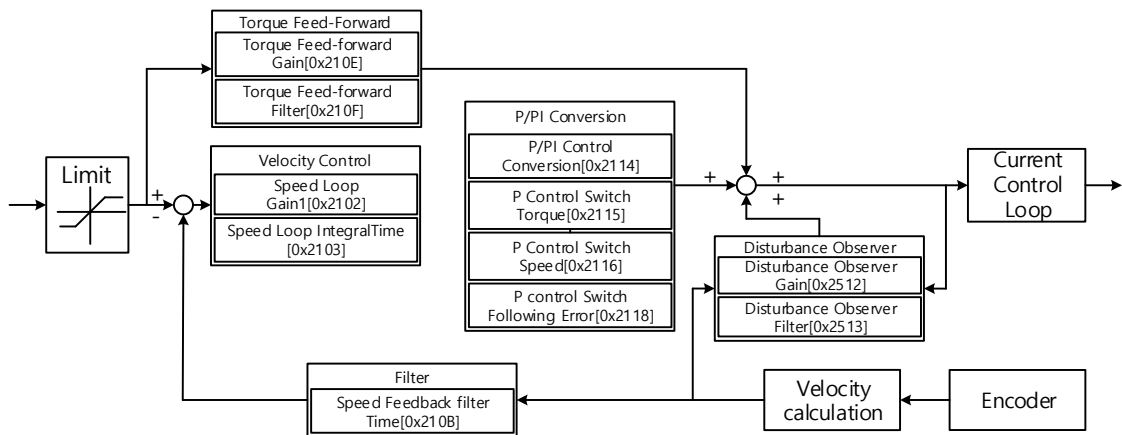 Torque Feed-Forward
Torque Feed-forward
Gain[0x210E]
Torque Feed-forward
Filter[0x210F]
P/PI Conversion
P/PI Control
Conversion[0x2114]
P Control Switch
Torque[0x2115]
P Control Switch
Speed[0x2116]
P control Switch
Following Error[0x2118]
Limit
+
-
Velocity Control
Speed Loop
Gain1[0x2102]
Speed Loop IntegralTime
[0x2103]
+
+
+
Current
Control
Loop
Disturbance Observer
Disturbance Observer
Gain[0x2512]
Disturbance Observer
Filter[0x2513]
Filter
Speed Feedback filter
Time[0x210B]
Velocity
calculation
Encoder